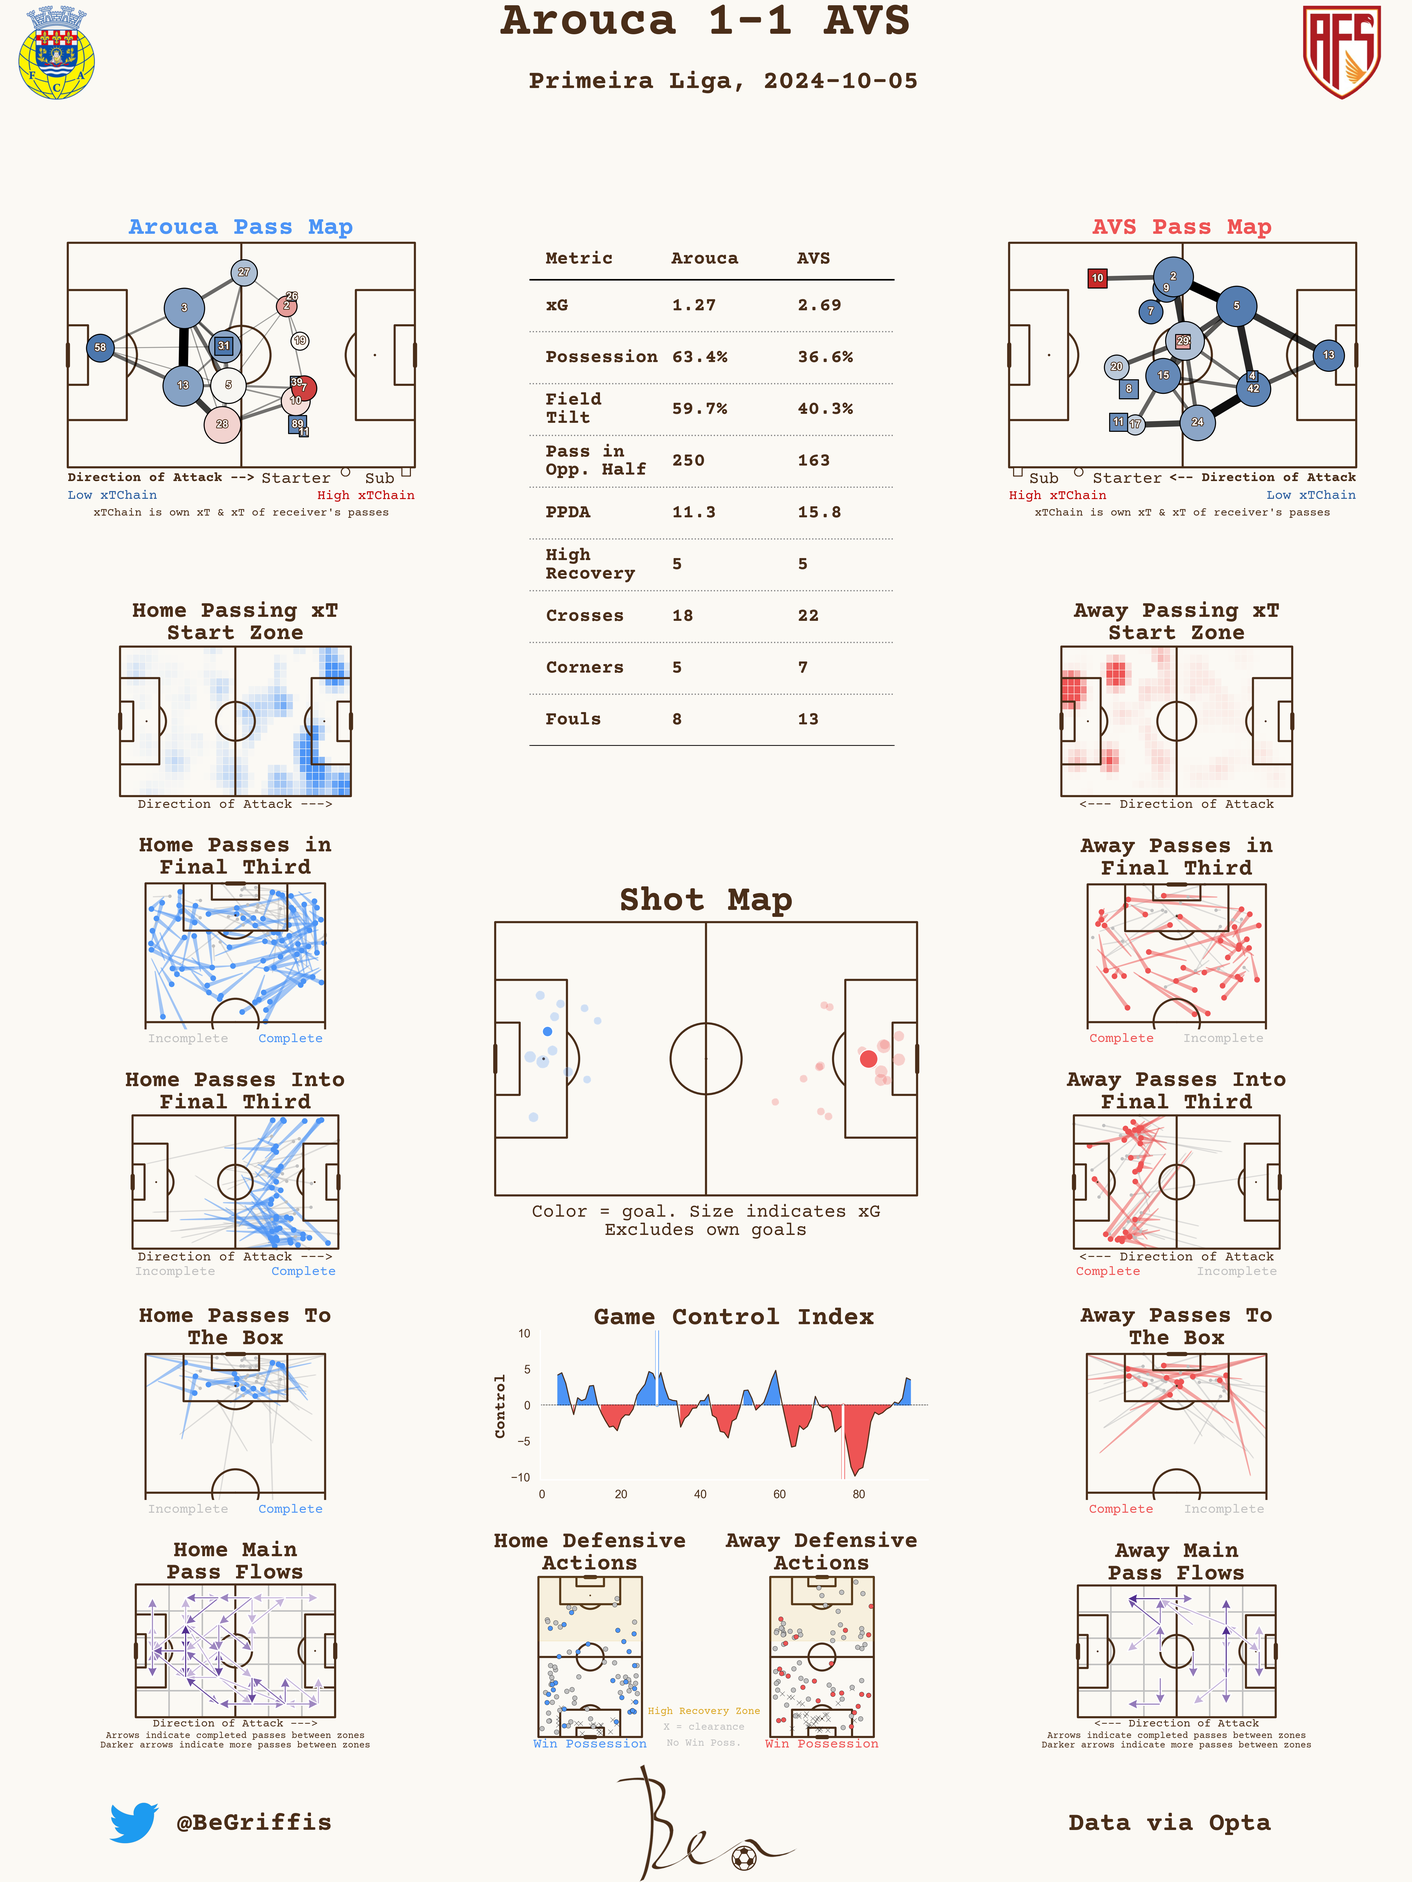 Arouca 1-1 AVS
Primeira Liga, 2024-10-05
F A
C
AFS
Arouca Pass Map
27
26
2
3
19
31
58
39
7
13
5
10
28
89
11
Direction of Attack --> Starter Sub
Low xTChain High xTChain
xTChain is own xT & xT of receiver's passes
Metric Arouca AVS
xG 1.27 2.69
Possession 63.4% 36.6%
Field
Tilt 59.7% 40.3%
Pass in
Opp. Half 250 163
PPDA 11.3 15.8
High
Recovery 5 5
Crosses 18 22
Corners 5 7
Fouls 8 13
AVS Pass Map
10
2
9
5
7
29
13
20
15
4
8
42
11
17
24
Sub Starter <-- Direction of Attack
High xTChain Low xTChain
xTChain is own xT & xT of receiver's passes
Home Passing xT
Start Zone
Direction of Attack --->
Away Passing xT
Start Zone
<--- Direction of Attack
Home Passes in
Final Third
Incomplete Complete
Away Passes in
Final Third
Complete Incomplete
Shot Map
Color = goal. Size indicates xG
Excludes own goals
Home Passes Into
Final Third
Direction of Attack --->
Incomplete Complete
Away Passes Into
Final Third
<--- Direction of Attack
Complete Incomplete
Home Passes To
The Box
Incomplete Complete
Game Control Index
Control
10
5
0
−5
−10
0 20 40 60 80
Away Passes To
The Box
Complete Incomplete
Home Main
Pass Flows
Direction of Attack --->
Arrows indicate completed passes between zones
Darker arrows indicate more passes between zones
Home Defensive
Actions
Win Possession
Away Defensive
Actions
Win Possession
High Recovery Zone
X = clearance
No Win Poss.
Away Main
Pass Flows
<--- Direction of Attack
Arrows indicate completed passes between zones
Darker arrows indicate more passes between zones
@BeGriffis
Ben
Data via Opta